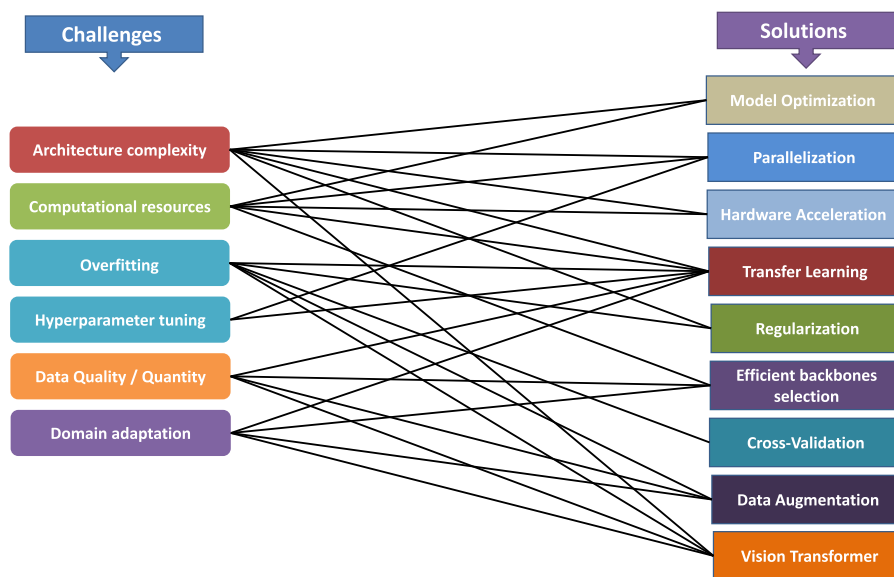 Challenges
Solutions
Architecture complexity
Computational resources
Overfitting
Hyperparameter tuning
Data Quality / Quantity
Domain adaptation
Model Optimization
Parallelization
Hardware Acceleration
Transfer Learning
Regularization
Efficient backbones
selection
Cross-Validation
Data Augmentation
Vision Transformer